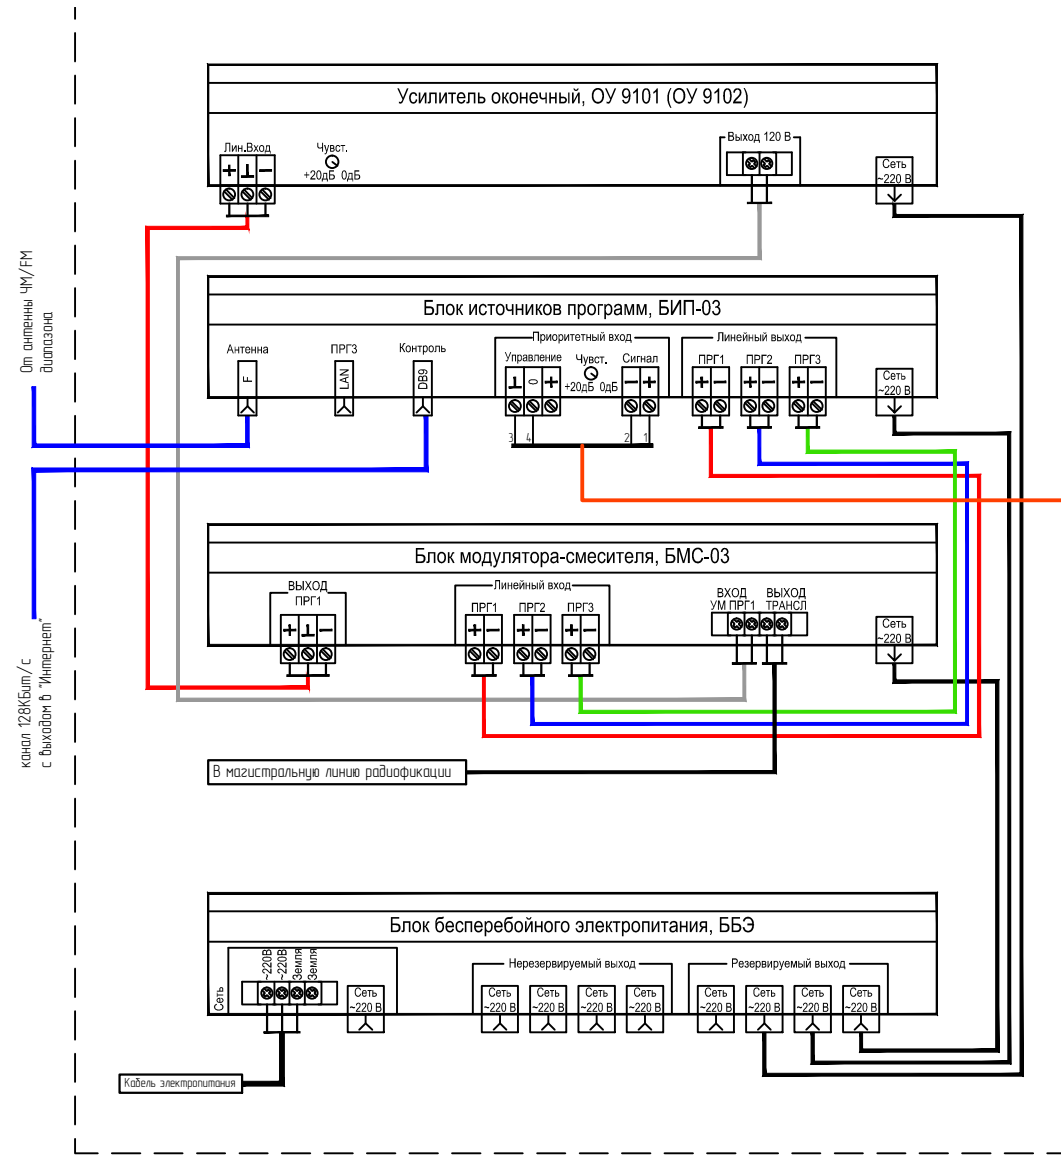 Усилитель оконечный, ОУ 9101 (ОУ 9102)
Лин.Вход
Чувст.
+20дБ 0дБ
Выход 120 В
Сеть
~220 В
От антенны ЧМ/FM
диапазона
Блок источников программ, БИП-03
Антенна
F
ПРГ3
LAN
Контроль
DB9
Приоритетный вход
Управление
0
Чувст.
+20дБ 0дБ
Сигнал
3
4
2
1
Линейный выход
ПРГ1
ПРГ2
ПРГ3
Сеть
~220 В
канал 128КБит/с
с выходом в "Интернет"
Блок модулятора-смесителя, БМС-03
ВЫХОД
ПРГ1
Линейный вход
ПРГ1
ПРГ2
ПРГ3
ВХОД
УМ ПРГ1
ВЫХОД
ТРАНСЛ
Сеть
~220 В
В магистральную линию радиофикации
Блок бесперебойного электропитания, ББЭ
Сеть
~220В
~220В
Земля
Земля
Сеть
~220 В
Нерезервируемый выход
Сеть
~220 В
Сеть
~220 В
Сеть
~220 В
Сеть
~220 В
Резервируемый выход
Сеть
~220 В
Сеть
~220 В
Сеть
~220 В
Сеть
~220 В
Кабель электропитания